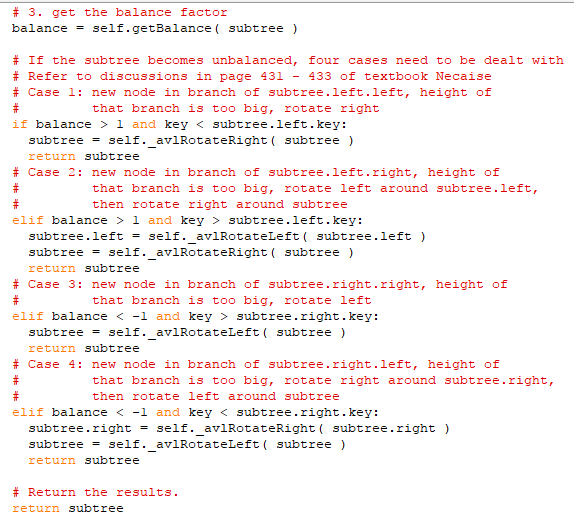 # 3. get the balance factor
balance = self.getBalance( subtree )
# If the subtree becomes unbalanced, four cases need to be dealt with
# Refer to discussions in page 431 - 433 of textbook Necaise
# Case 1: new node in branch of subtree.left.left, height of
#         that branch is too big, rotate right
if balance > 1 and key < subtree.left.key:
  subtree = self._avlRotateRight( subtree )
  return subtree
# Case 2: new node in branch of subtree.left.right, height of
#         that branch is too big, rotate left around subtree.left,
#         then rotate right around subtree
elif balance > 1 and key > subtree.left.key:
  subtree.left = self._avlRotateLeft( subtree.left )
  subtree = self._avlRotateRight( subtree )
  return subtree
# Case 3: new node in branch of subtree.right.right, height of
#         that branch is too big, rotate left
elif balance < -1 and key > subtree.right.key:
  subtree = self._avlRotateLeft( subtree )
  return subtree
# Case 4: new node in branch of subtree.right.left, height of
#         that branch is too big, rotate right around subtree.right,
#         then rotate left around subtree
elif balance < -1 and key < subtree.right.key:
  subtree.right = self._avlRotateRight( subtree.right )
  subtree = self._avlRotateLeft( subtree )
  return subtree
# Return the results.
return subtree